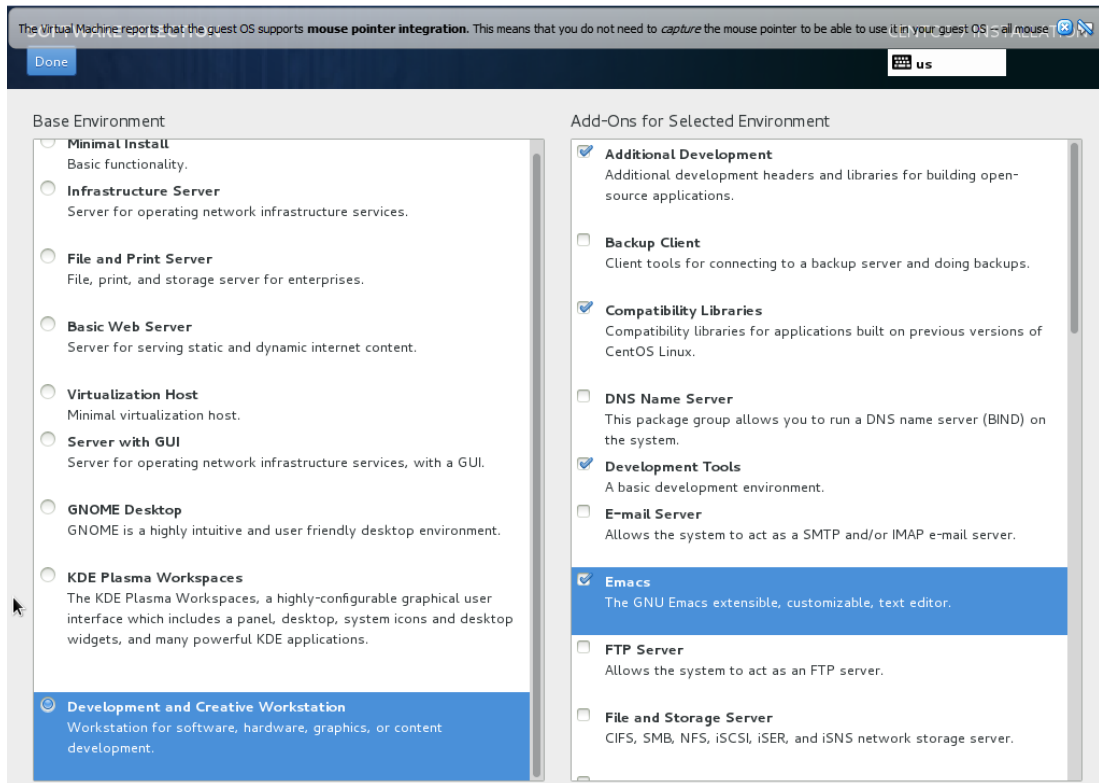 The Virtual Machine reports that the guest OS supports mouse pointer integration. This means that you do not need to capture the mouse pointer to be able to use it in your guest OS -- all mouse
SOFTWARE SELECTION
CENTOS 7 INSTALLATION
Done
us
Base Environment
Minimal Install
Basic functionality.
Infrastructure Server
Server for operating network infrastructure services.
File and Print Server
File, print, and storage server for enterprises.
Basic Web Server
Server for serving static and dynamic internet content.
Virtualization Host
Minimal virtualization host.
Server with GUI
Server for operating network infrastructure services, with a GUI.
GNOME Desktop
GNOME is a highly intuitive and user friendly desktop environment.
KDE Plasma Workspaces
The KDE Plasma Workspaces, a highly-configurable graphical user
interface which includes a panel, desktop, system icons and desktop
widgets, and many powerful KDE applications.
Development and Creative Workstation
Workstation for software, hardware, graphics, or content
development.
Add-Ons for Selected Environment
Additional Development
Additional development headers and libraries for building open-
source applications.
Backup Client
Client tools for connecting to a backup server and doing backups.
Compatibility Libraries
Compatibility libraries for applications built on previous versions of
CentOS Linux.
DNS Name Server
This package group allows you to run a DNS name server (BIND) on
the system.
Development Tools
A basic development environment.
E-mail Server
Allows the system to act as a SMTP and/or IMAP e-mail server.
Emacs
The GNU Emacs extensible, customizable, text editor.
FTP Server
Allows the system to act as an FTP server.
File and Storage Server
CIFS, SMB, NFS, iSCSI, iSER, and iSNS network storage server.